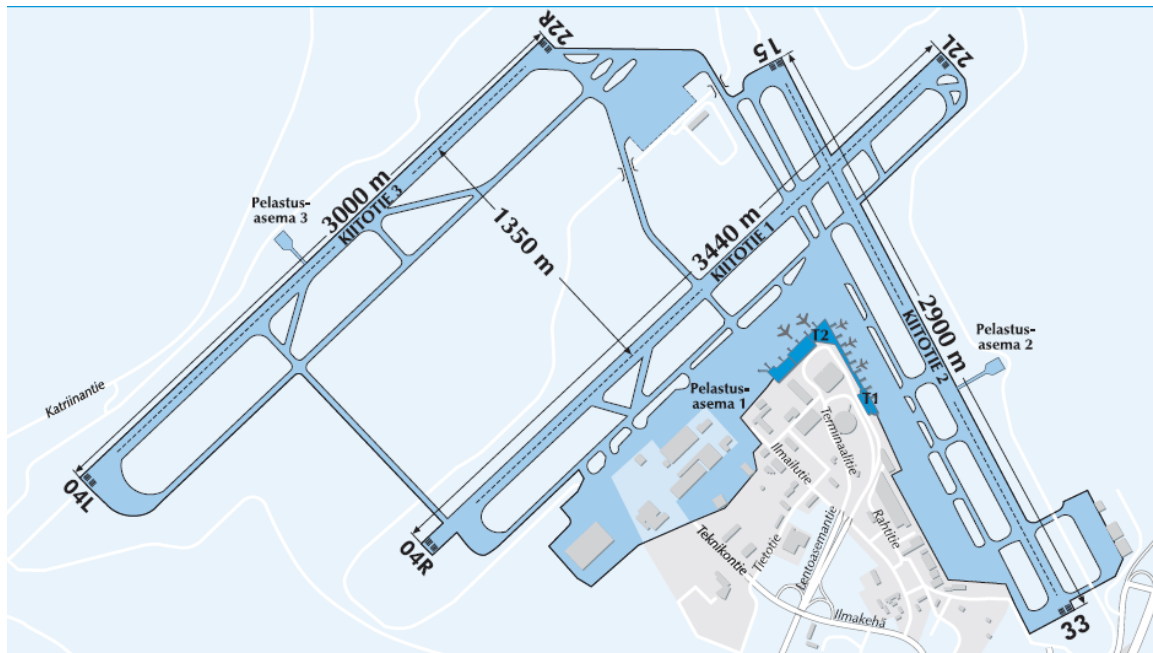 22R
15
22L
3000 m
KIITOTIE 3
Pelastus-
asema 3
1350 m
3440 m
KIITOTIE 1
2900 m
KIITOTIE 2
Pelastus-
asema 2
T2
T1
Pelastus-
asema 1
Katriinantie
Terminaalitie
Ilmailutie
04L
04R
Teknikontie
Tietotie
Lentoasemantie
Rahtitie
Ilmakehä
33